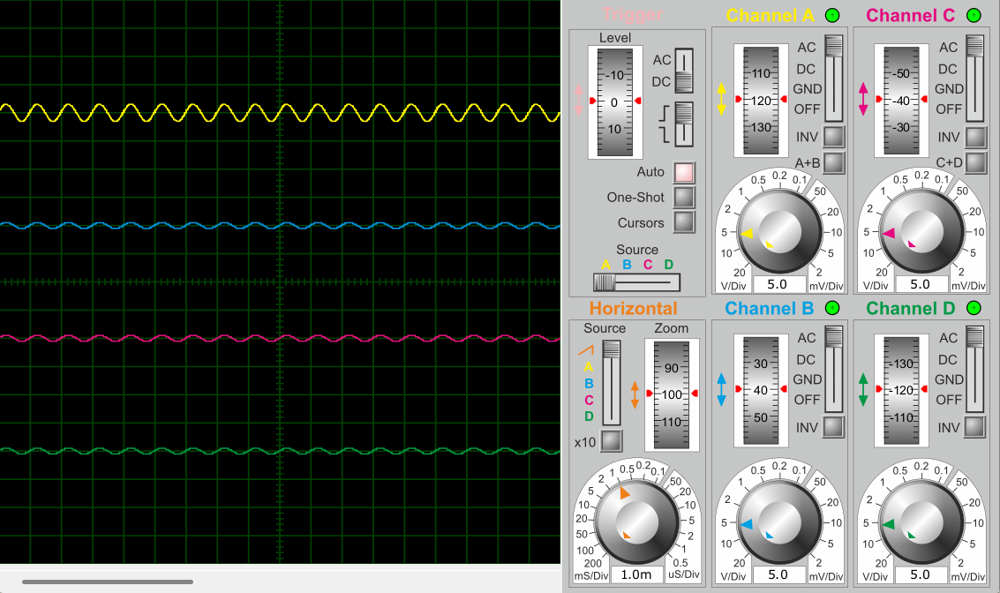 Trigger
Level
-10
0
10
AC
DC
Auto
One-Shot
Cursors
Source
A B C D
Channel A
110
120
130
AC
DC
GND
OFF
INV
A+B
20 10 5 2 1 0.5 0.2 0.1 50 20 10 5 2
V/Div 5.0 mV/Div
Channel C
-50
-40
-30
AC
DC
GND
OFF
INV
C+D
20 10 5 2 1 0.5 0.2 0.1 50 20 10 5 2
V/Div 5.0 mV/Div
Horizontal
Source
A
B
C
D
x10
Zoom
90
100
110
200 100 50 20 10 5 2 1 0.5 0.2 0.1 50 20 10 5 2 1 0.5
mS/Div 1.0m uS/Div
Channel B
30
40
50
AC
DC
GND
OFF
INV
20 10 5 2 1 0.5 0.2 0.1 50 20 10 5 2
V/Div 5.0 mV/Div
Channel D
-130
-120
-110
AC
DC
GND
OFF
INV
20 10 5 2 1 0.5 0.2 0.1 50 20 10 5 2
V/Div 5.0 mV/Div